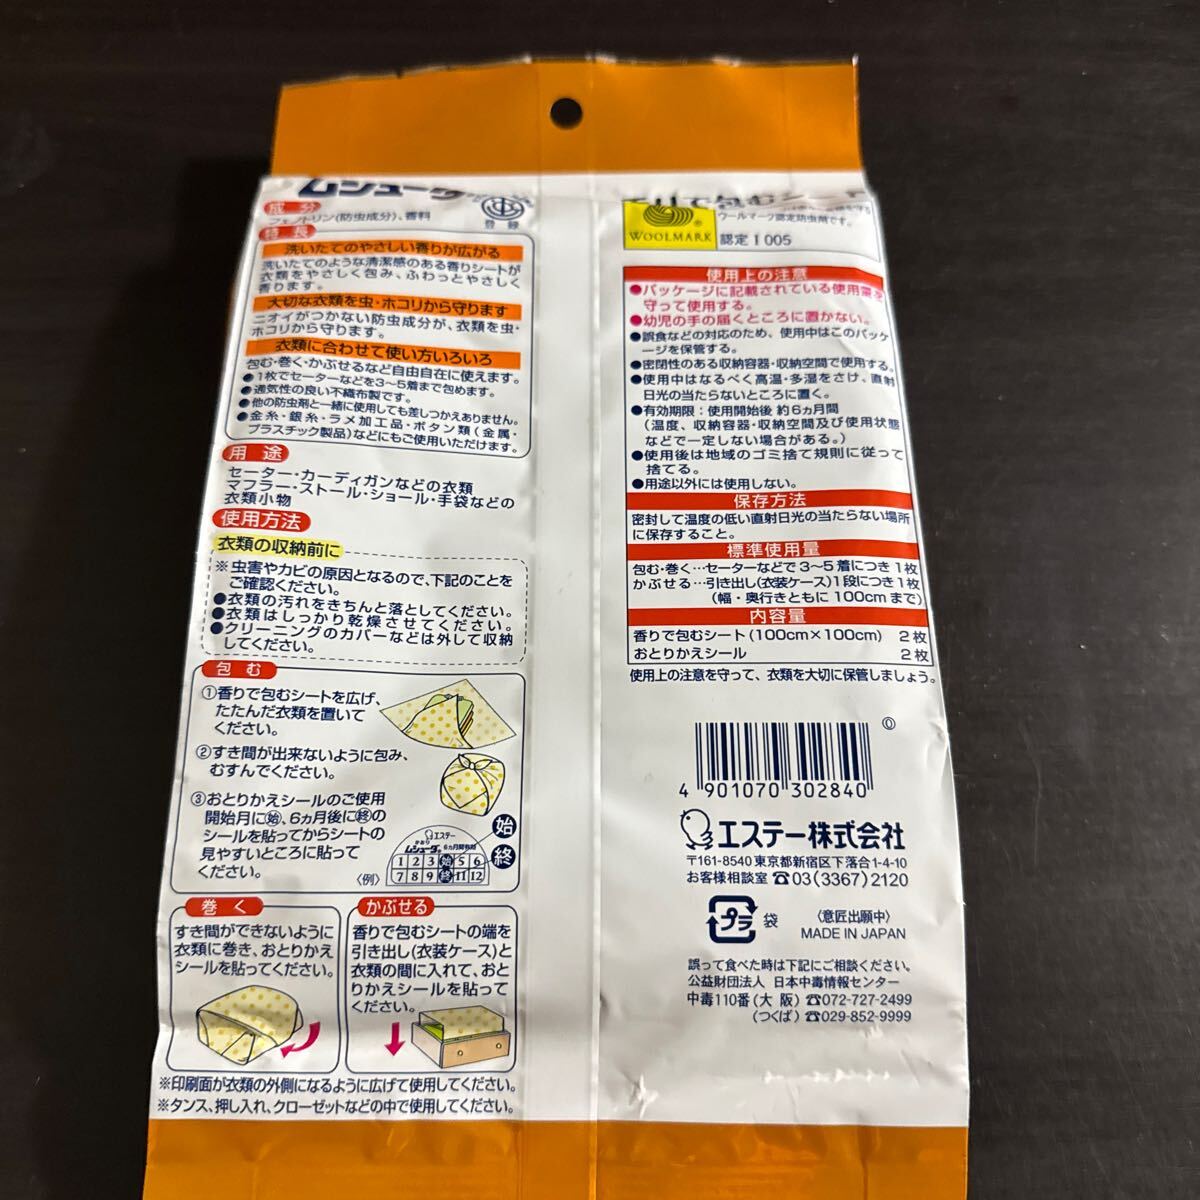 ムシューダ
成分
フェノトリン(防虫成分)、香料
登録
特長
洗いたてのやさしい香りが広がる
洗いたてのような清潔感のある香りシートが
衣類をやさしく包み、ふわっとやさしく
香ります。
大切な衣類を虫・ホコリから守ります
ニオイがつかない防虫成分が、衣類を虫・
ホコリから守ります。
衣類に合わせて使い方いろいろ
包む・巻く・かぶせるなど自由自在に使えます。
●1枚でセーターなどを3〜5着まで包めます。
●通気性の良い不織布製です。
●他の防虫剤と一緒に使用しても差しつかえありません。
●金糸・銀糸・ラメ加工品・ボタン類(金属・
プラスチック製品)などにもご使用いただけます。
用途
セーター・カーディガンなどの衣類
マフラー・ストール・ショール・手袋などの
衣類小物
使用方法
衣類の収納前に
※虫害やカビの原因となるので、下記のことを
ご確認ください。
●衣類の汚れをきちんと落としてください。
●衣類はしっかり乾燥させてください。
●クリーニングのカバーなどは外して収納
してください。
包む
①香りで包むシートを広げ、
たたんだ衣類を置いて
ください。
②すき間が出来ないように包み、
むすんでください。
③おとりかえシールのご使用
開始月に始、6ヵ月後に終の
シールを貼ってからシートの
見やすいところに貼って
ください。
〈例〉
エステー
かおり
ムシューダ 6ヵ月間有効
1 2 3 始 5 6
7 8 9 終 11 12
始
終
巻く
すき間ができないように
衣類に巻き、おとりかえ
シールを貼ってください。
かぶせる
香りで包むシートの端を
引き出し(衣装ケース)と
衣類の間に入れて、おと
りかえシールを貼って
ください。
※印刷面が衣類の外側になるように広げて使用してください。
※タンス、押し入れ、クローゼットなどの中で使用してください。
香りで包むシート
WOOLMARK
ウールマーク認定防虫剤です。
認定 I 005
使用上の注意
●パッケージに記載されている使用量を
守って使用する。
●幼児の手の届くところに置かない。
●誤食などの対応のため、使用中はこのパッケ
ージを保管する。
●密閉性のある収納容器・収納空間で使用する。
●使用中はなるべく高温・多湿をさけ、直射
日光の当たらないところに置く。
●有効期限：使用開始後 約6ヵ月間
(温度、収納容器・収納空間及び使用状態
などで一定しない場合がある。)
●使用後は地域のゴミ捨て規則に従って
捨てる。
●用途以外には使用しない。
保存方法
密封して温度の低い直射日光の当たらない場所
に保存すること。
標準使用量
包む・巻く…セーターなどで3〜5着につき1枚
かぶせる…引き出し(衣装ケース)1段につき1枚
(幅・奥行きともに100cmまで)
内容量
香りで包むシート(100cm×100cm) 2枚
おとりかえシール 2枚
使用上の注意を守って、衣類を大切に保管しましょう。
4 901070 302840
エステー株式会社
〒161-8540 東京都新宿区下落合1-4-10
お客様相談室 ☎03(3367)2120
プラ
袋
〈意匠出願中〉
MADE IN JAPAN
誤って食べた時は下記にご相談ください。
公益財団法人 日本中毒情報センター
中毒110番(大 阪) ☎072-727-2499
(つくば) ☎029-852-9999